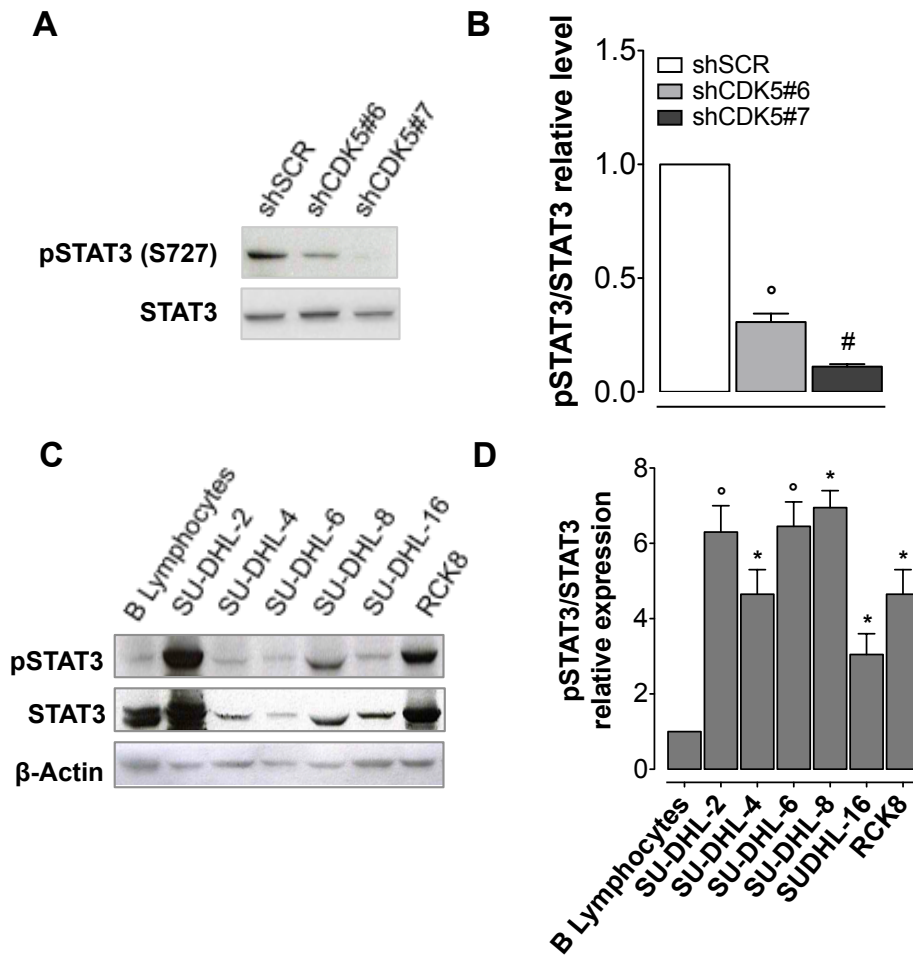 A
shSCR
shCDK5#6
shCDK5#7
pSTAT3 (S727)
STAT3
B
pSTAT3/STAT3 relative level
1.5
1.0
0.5
0.0
shSCR
shCDK5#6
shCDK5#7
°
#
C
B Lymphocytes
SU-DHL-2
SU-DHL-4
SU-DHL-6
SU-DHL-8
SU-DHL-16
RCK8
pSTAT3
STAT3
β-Actin
D
pSTAT3/STAT3
relative expression
8
6
4
2
0
°
*
°
*
*
*
B Lymphocytes
SU-DHL-2
SU-DHL-4
SU-DHL-6
SU-DHL-8
SUDHL-16
RCK8